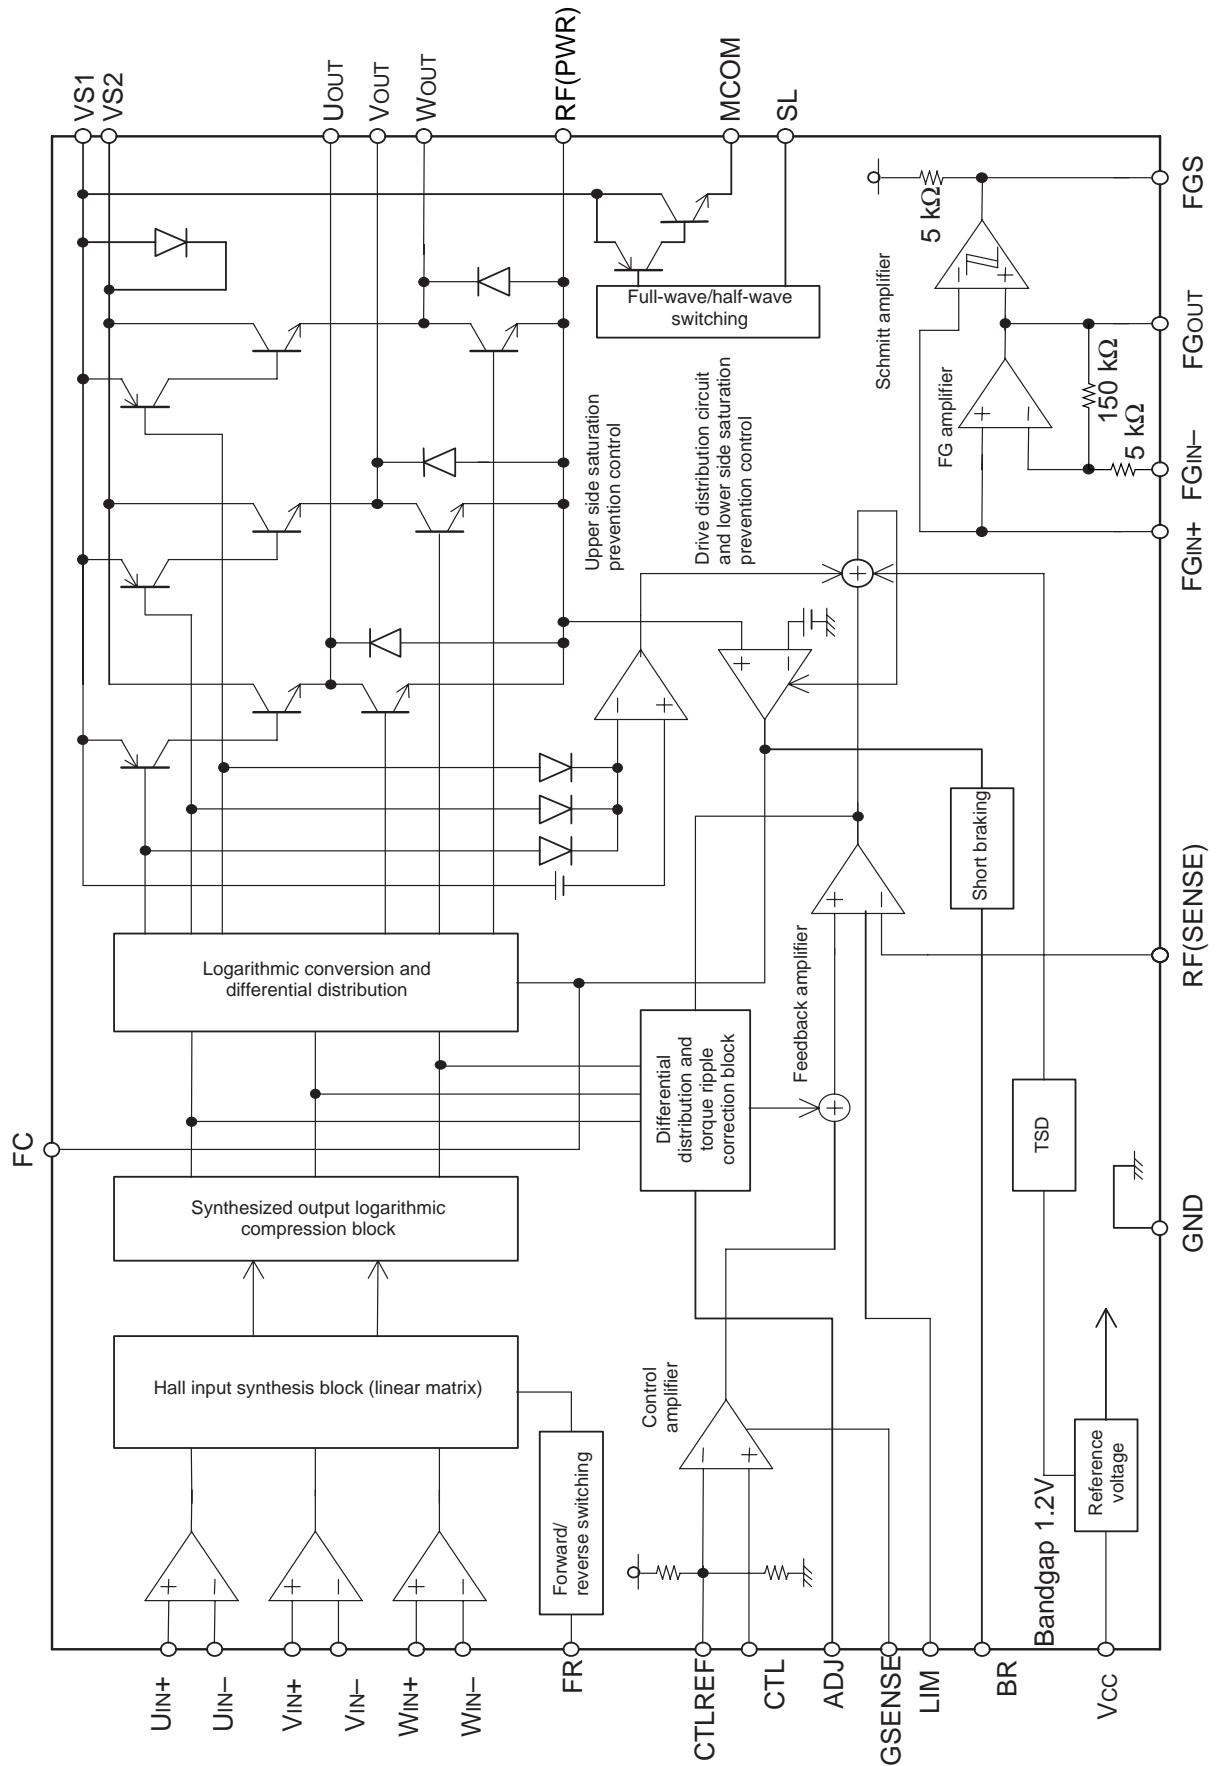 VS1
VS2
UOUT
VOUT
WOUT
RF(PWR)
MCOM
SL
Full-wave/half-wave
switching
Upper side saturation
prevention control
Drive distribution circuit
and lower side saturation
prevention control
Schmitt amplifier
5 kΩ
FG amplifier
150 kΩ
5 kΩ
FGS
FGOUT
FGIN–
FGIN+
+
–
+
–
+
+
–
–
+
Short braking
RF(SENSE)
Logarithmic conversion and
differential distribution
Feedback amplifier
+
–
FC
Differential
distribution and
torque ripple
correction block
+
TSD
GND
Synthesized output logarithmic
compression block
Hall input synthesis block (linear matrix)
Control
amplifier
–
+
Forward/
reverse switching
Bandgap 1.2V
Reference
voltage
+
–
+
–
+
–
UIN+
UIN–
VIN+
VIN–
WIN+
WIN–
FR
CTLREF
CTL
ADJ
GSENSE
LIM
BR
VCC